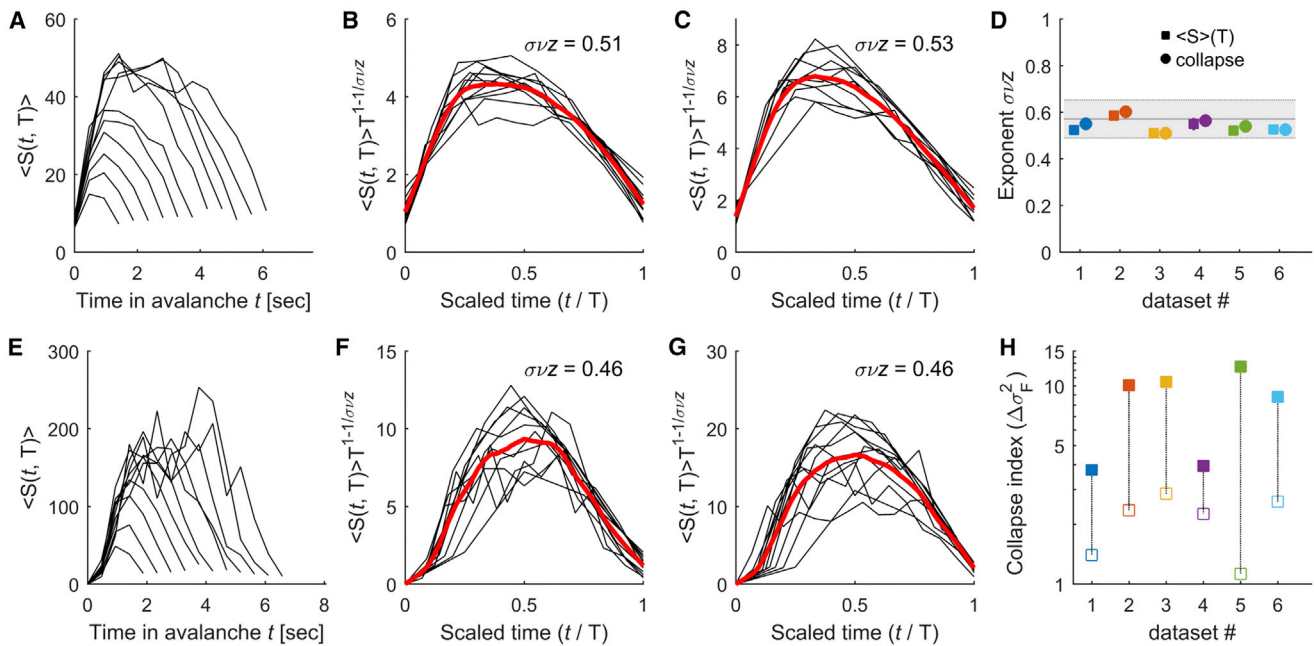 A
<S(t, T)>
60
40
20
0
0 2 4 6
Time in avalanche t [sec]
B
<S(t, T)>T^1-1/σνz
σνz = 0.51
6
4
2
0
0 0.5 1
Scaled time (t / T)
C
<S(t, T)>T^1-1/σνz
σνz = 0.53
8
6
4
2
0
0 0.5 1
Scaled time (t / T)
D
Exponent σνz
<S>(T)
collapse
1
0.8
0.6
0.4
0.2
0
1 2 3 4 5 6
dataset #
E
<S(t, T)>
300
200
100
0
0 2 4 6 8
Time in avalanche t [sec]
F
<S(t, T)>T^1-1/σνz
σνz = 0.46
15
10
5
0
0 0.5 1
Scaled time (t / T)
G
<S(t, T)>T^1-1/σνz
σνz = 0.46
30
20
10
0
0 0.5 1
Scaled time (t / T)
H
Collapse index (Δσ_F^2)
15
10
5
1
1 2 3 4 5 6
dataset #